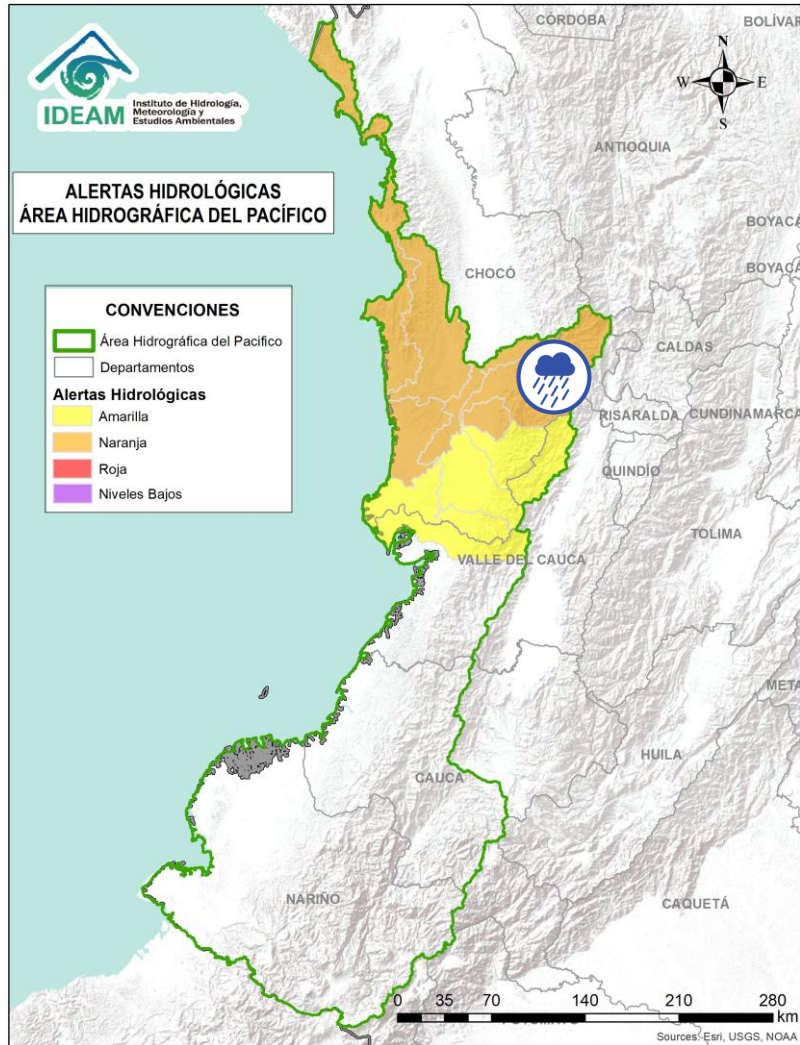 IDEAM
Instituto de Hidrología,
Meteorología y
Estudios Ambientales
ALERTAS HIDROLÓGICAS
ÁREA HIDROGRÁFICA DEL PACÍFICO
CONVENCIONES
Área Hidrográfica del Pacifico
Departamentos
Alertas Hidrológicas
Amarilla
Naranja
Roja
Niveles Bajos
CÓRDOBA
BOLÍVAR
N
W
E
S
ANTIOQUIA
BOYACÁ
CHOCÓ
BOYACÁ
CALDAS
RISARALDA
CUNDINAMARCA
QUINDÍO
TOLIMA
VALLE DEL CAUCA
META
HUILA
CAUCA
NARIÑO
CAQUETÁ
0 35 70 140 210 280
km
Sources: Esri, USGS, NOAA